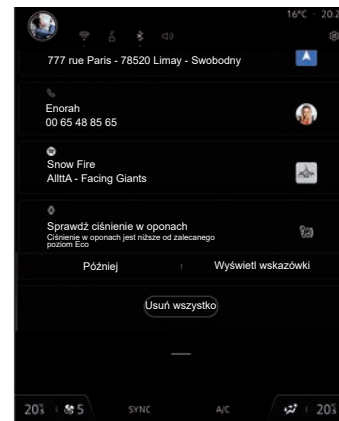 16°C - 20:2
777 rue Paris - 78520 Limay - Swobodny
Enorah
00 65 48 85 65
Snow Fire
AllttA - Facing Giants
Sprawdź ciśnienie w oponach
Ciśnienie w oponach jest niższe od zalecanego
poziom Eco
Później
Wyświetl wskazówki
Usuń wszystko
20 5 SYNC A/C 20